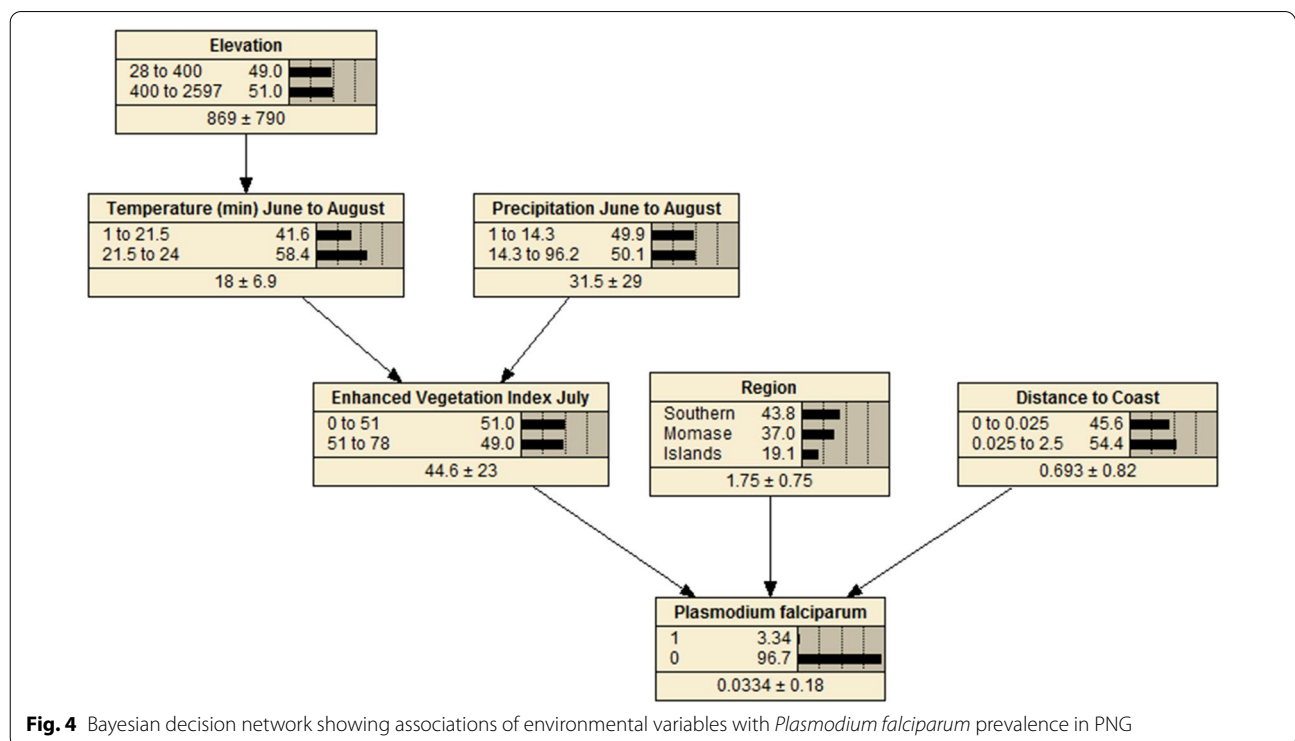 Elevation
28 to 400 49.0
400 to 2597 51.0
869 ± 790
Temperature (min) June to August
1 to 21.5 41.6
21.5 to 24 58.4
18 ± 6.9
Precipitation June to August
1 to 14.3 49.9
14.3 to 96.2 50.1
31.5 ± 29
Enhanced Vegetation Index July
0 to 51 51.0
51 to 78 49.0
44.6 ± 23
Region
Southern 43.8
Momase 37.0
Islands 19.1
1.75 ± 0.75
Distance to Coast
0 to 0.025 45.6
0.025 to 2.5 54.4
0.693 ± 0.82
Plasmodium falciparum
1 3.34
0 96.7
0.0334 ± 0.18
Fig. 4 Bayesian decision network showing associations of environmental variables with Plasmodium falciparum prevalence in PNG